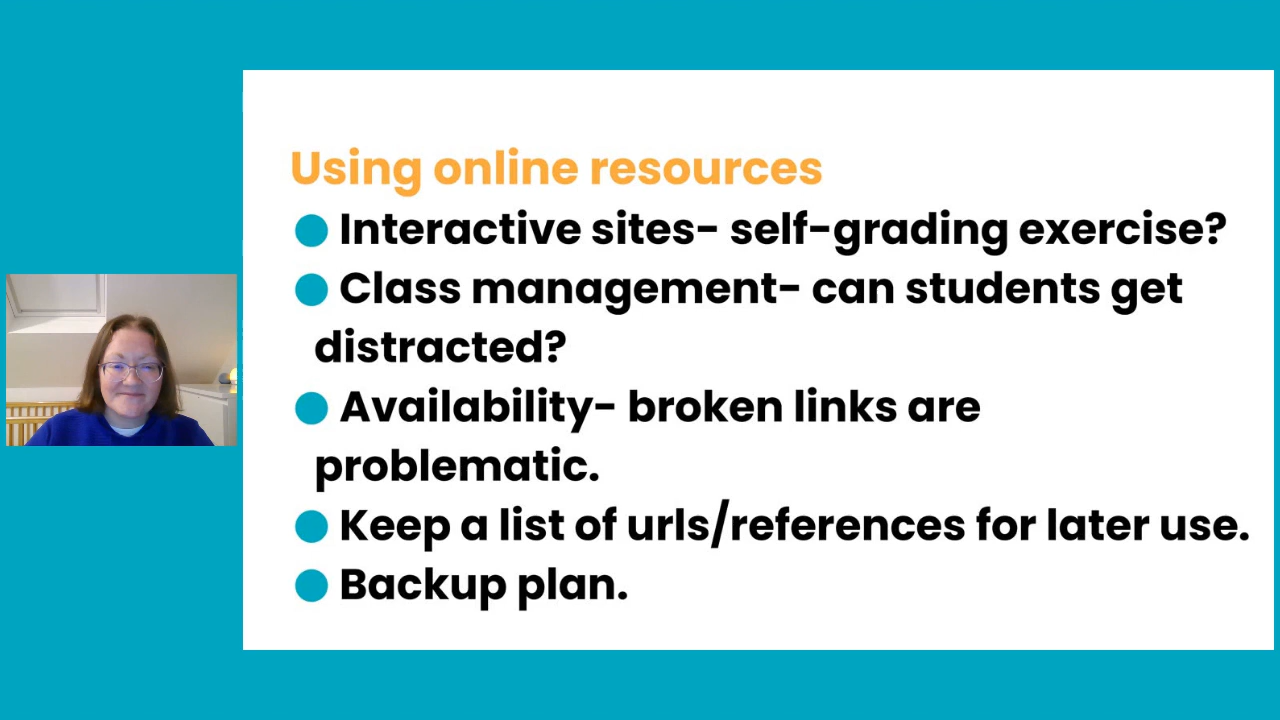 Using online resources
Interactive sites- self-grading exercise?
Class management- can students get
distracted?
Availability- broken links are
problematic.
Keep a list of urls/references for later use.
Backup plan.